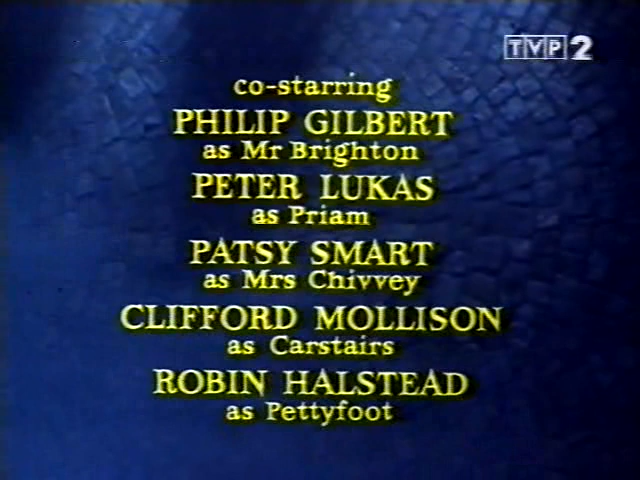 TVP2
co-starring
PHILIP GILBERT
as Mr Brighton
PETER LUKAS
as Priam
PATSY SMART
as Mrs Chivvey
CLIFFORD MOLLISON
as Carstairs
ROBIN HALSTEAD
as Pettyfoot